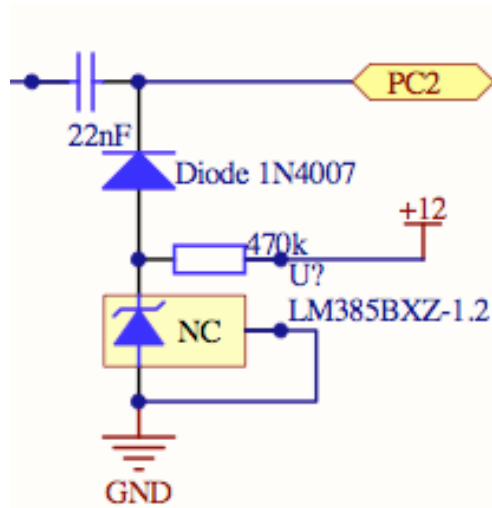 PC2
22nF
Diode 1N4007
+12
470k
U?
LM385BXZ-1.2
NC
GND